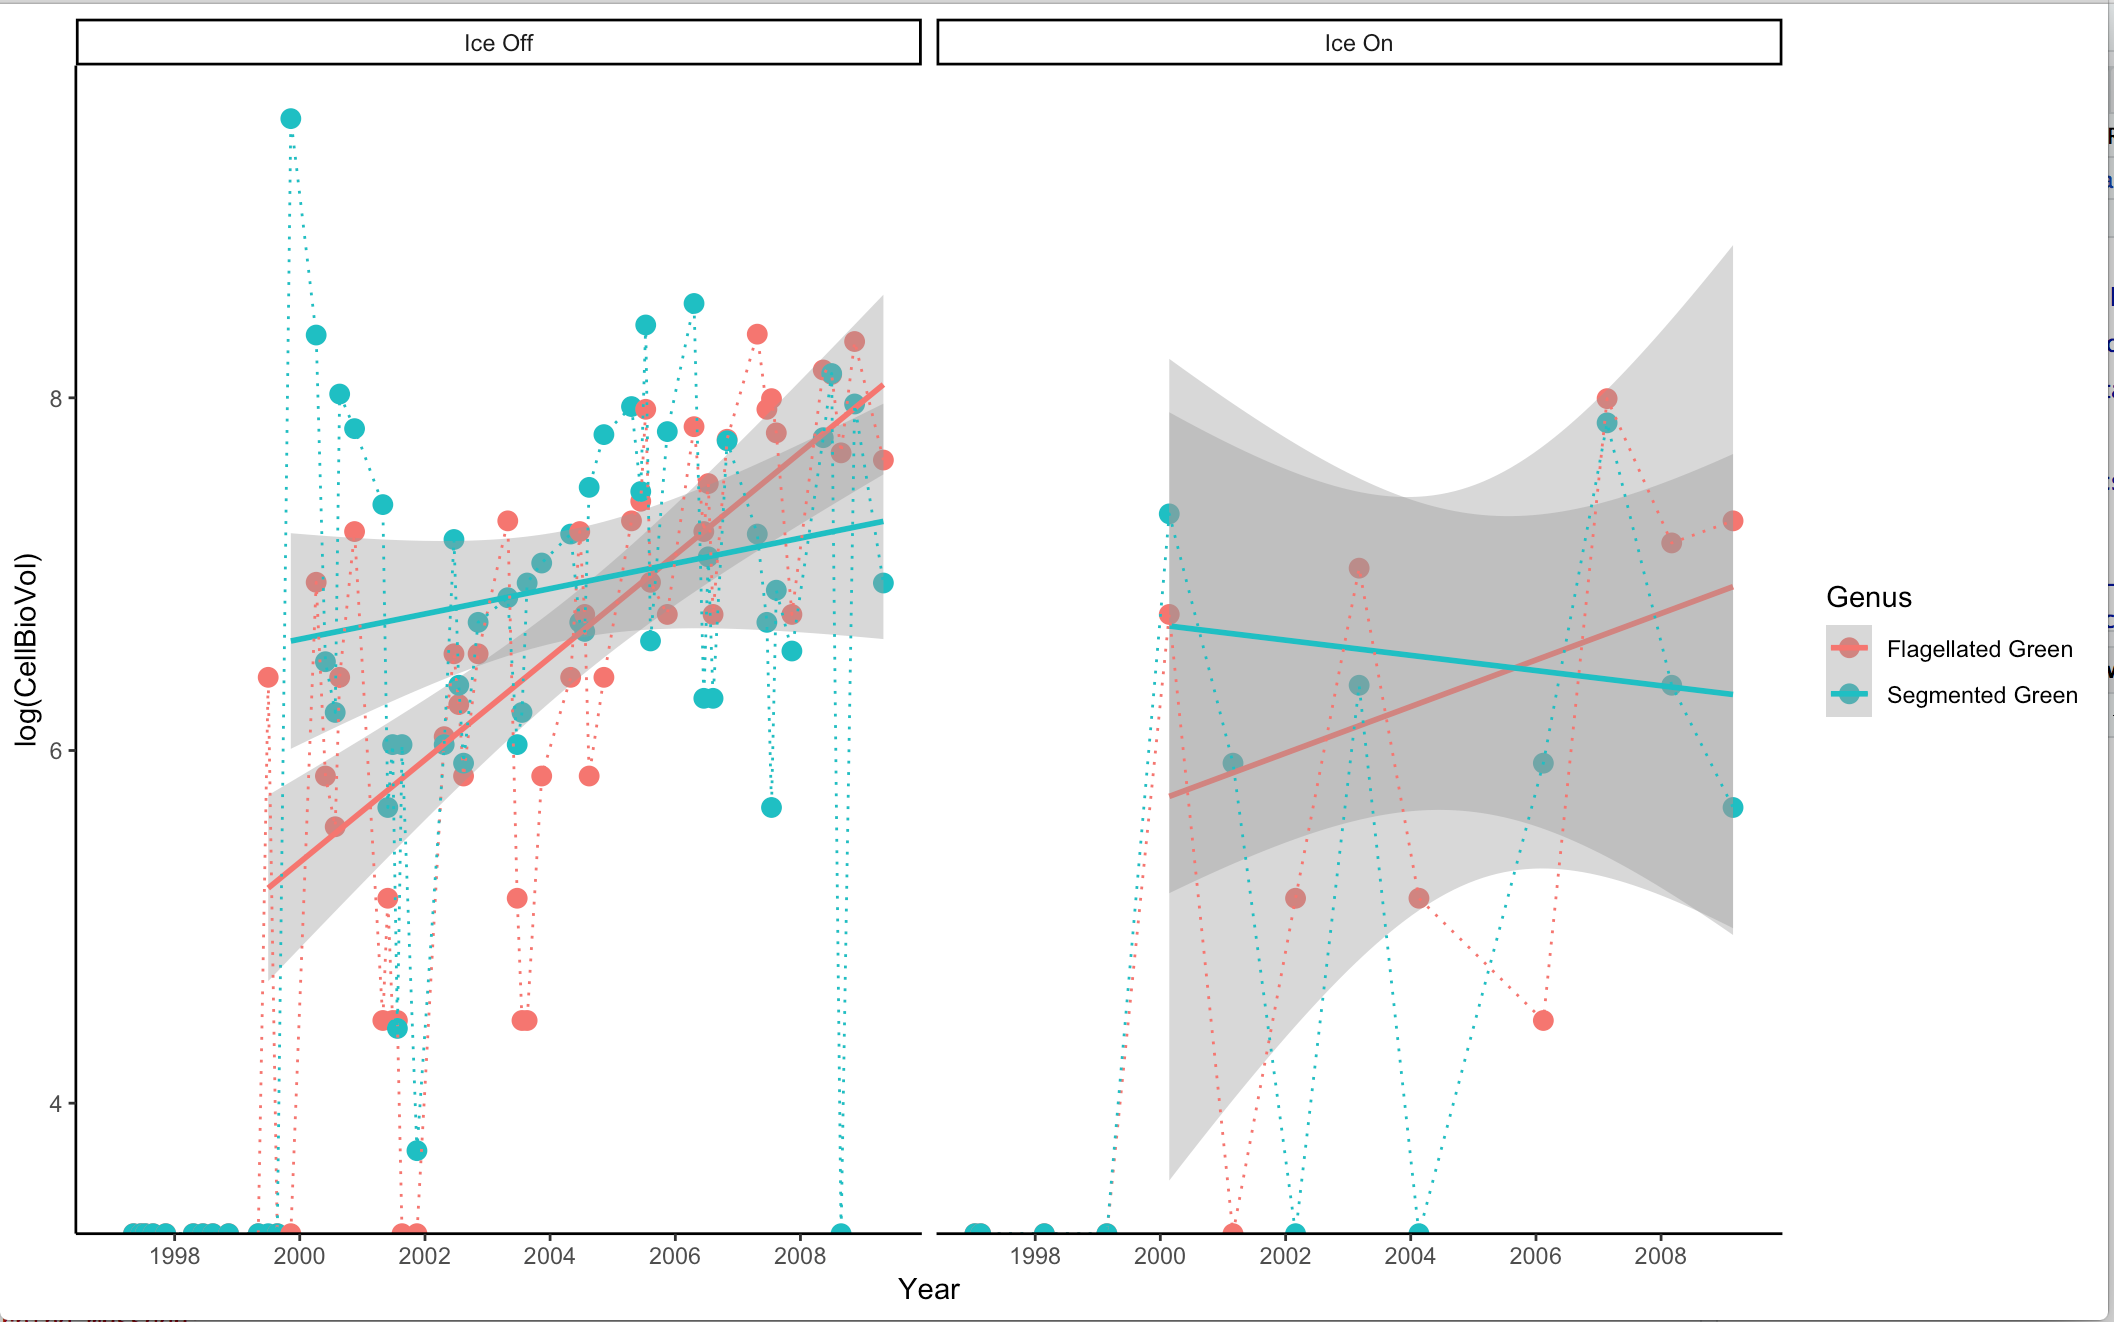 Ice Off
Ice On
log(CellBioVol)
8
6
4
1998 2000 2002 2004 2006 2008
1998 2000 2002 2004 2006 2008
Year
Genus
Flagellated Green
Segmented Green